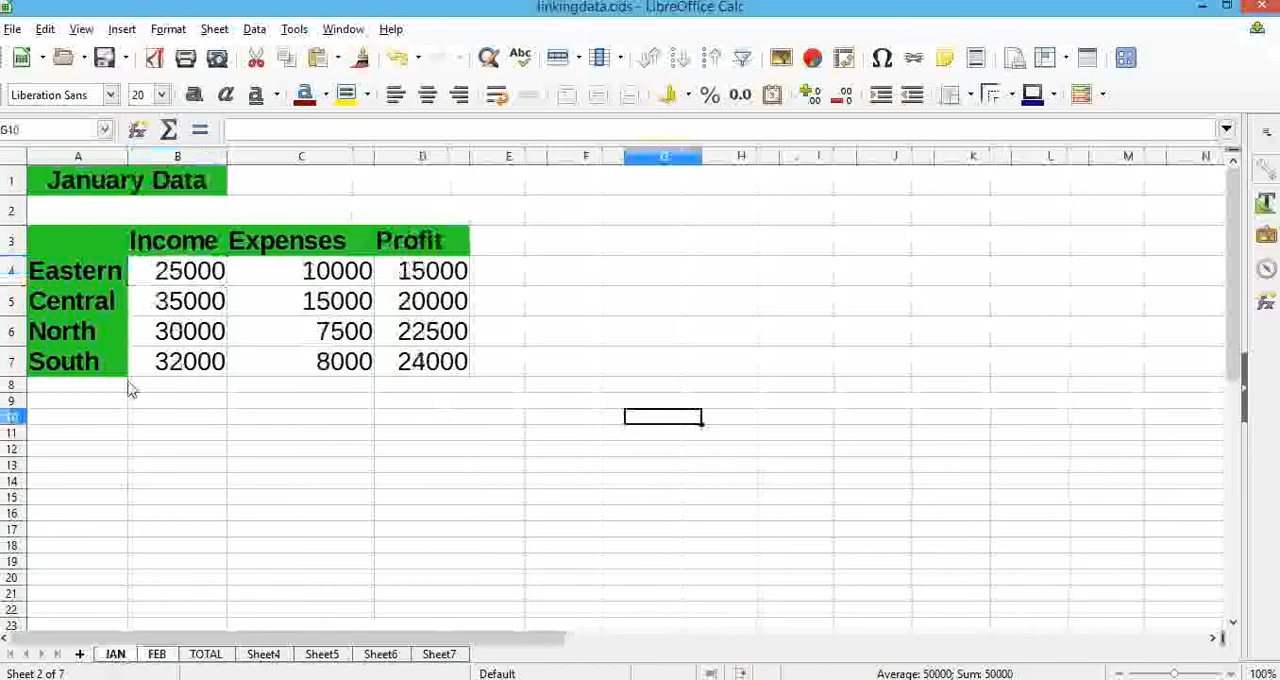 linkingdata.ods - LibreOffice Calc
File Edit View Insert Format Sheet Data Tools Window Help
Liberation Sans 20
G10
A B C D E F G H I J K L M N
1 January Data
2
3 Income Expenses Profit
4 Eastern 25000 10000 15000
5 Central 35000 15000 20000
6 North 30000 7500 22500
7 South 32000 8000 24000
8
9
10
11
12
13
14
15
16
17
18
19
20
21
22
23
JAN FEB TOTAL Sheet4 Sheet5 Sheet6 Sheet7
Sheet 2 of 7 Default Average: 50000; Sum: 50000 100%